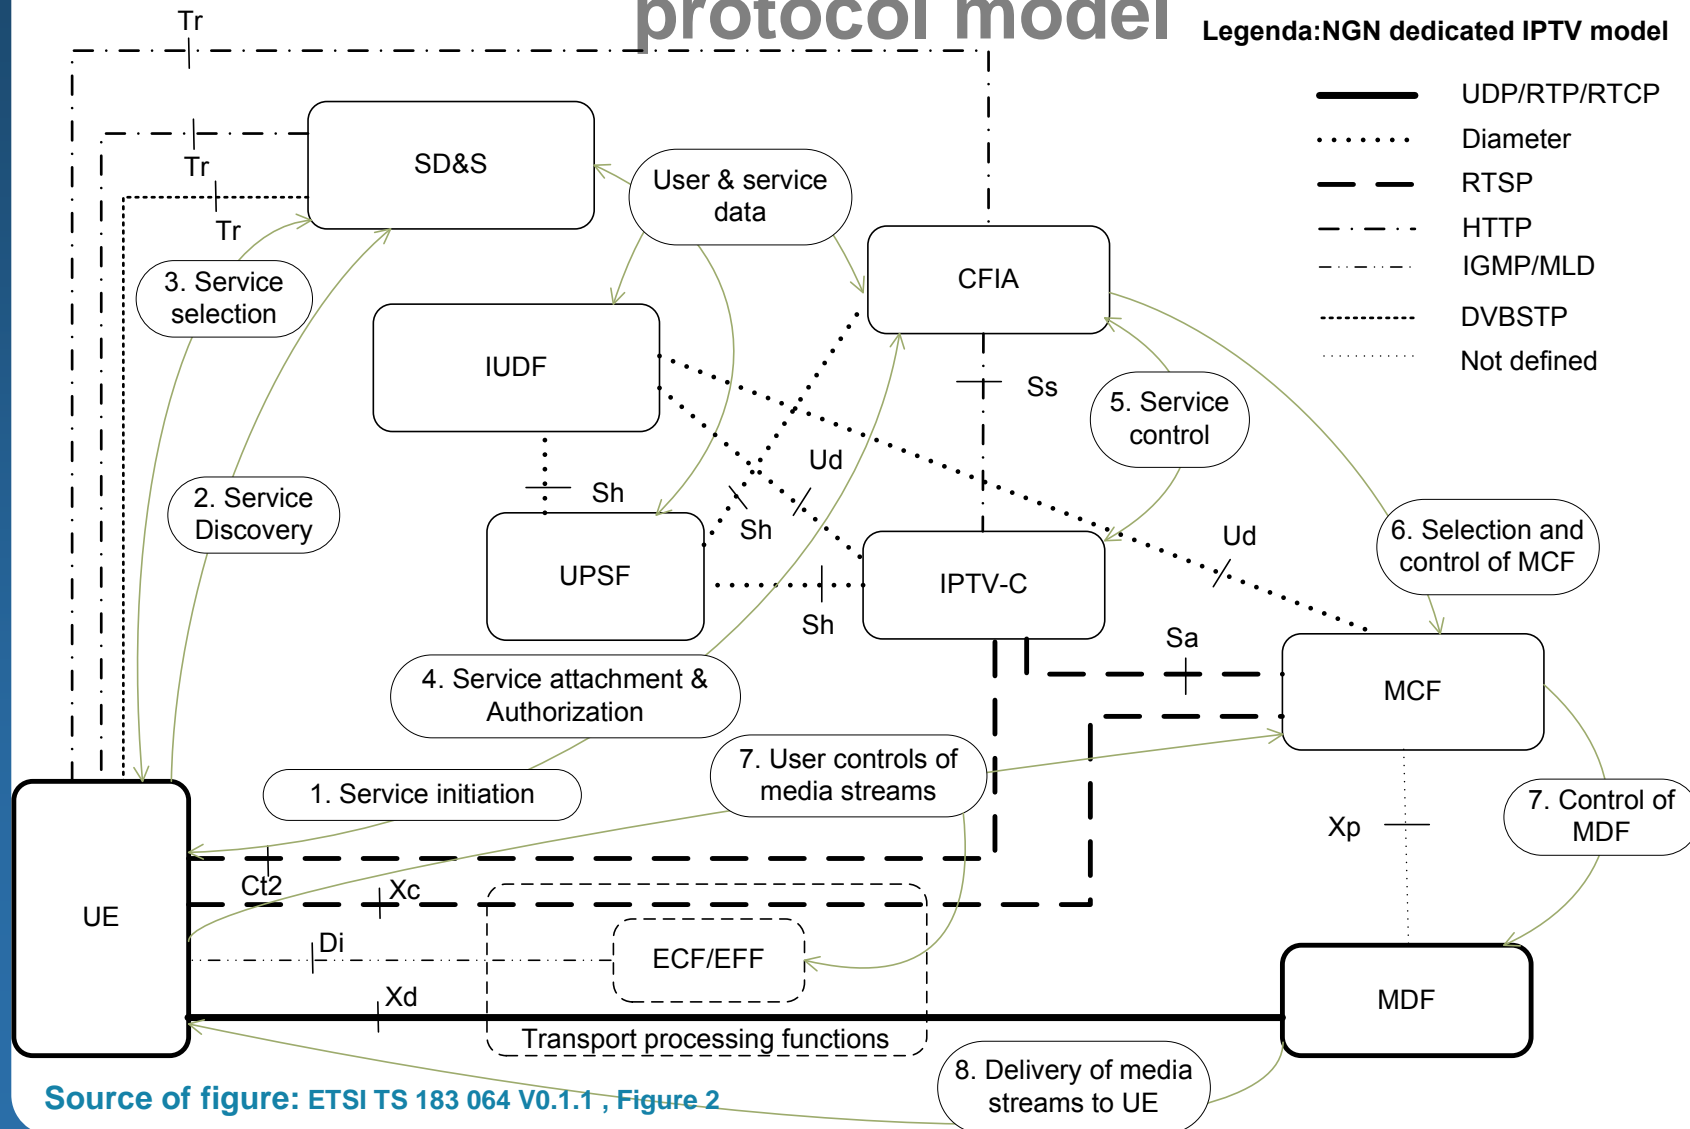 protocol model
Legenda:NGN dedicated IPTV model
UDP/RTP/RTCP
Diameter
RTSP
HTTP
IGMP/MLD
DVBSTP
Not defined
Tr
Tr
Tr
SD&S
User & service
data
CFIA
3. Service
selection
IUDF
Ss
5. Service
control
2. Service
Discovery
Sh
Ud
Sh
UPSF
IPTV-C
Ud
6. Selection and
control of MCF
Sh
Sa
4. Service attachment &
Authorization
MCF
1. Service initiation
7. User controls of
media streams
Xp
7. Control of
MDF
Ct2
Xc
UE
Di
ECF/EFF
Xd
MDF
Transport processing functions
8. Delivery of media
streams to UE
Source of figure: ETSI TS 183 064 V0.1.1 , Figure 2